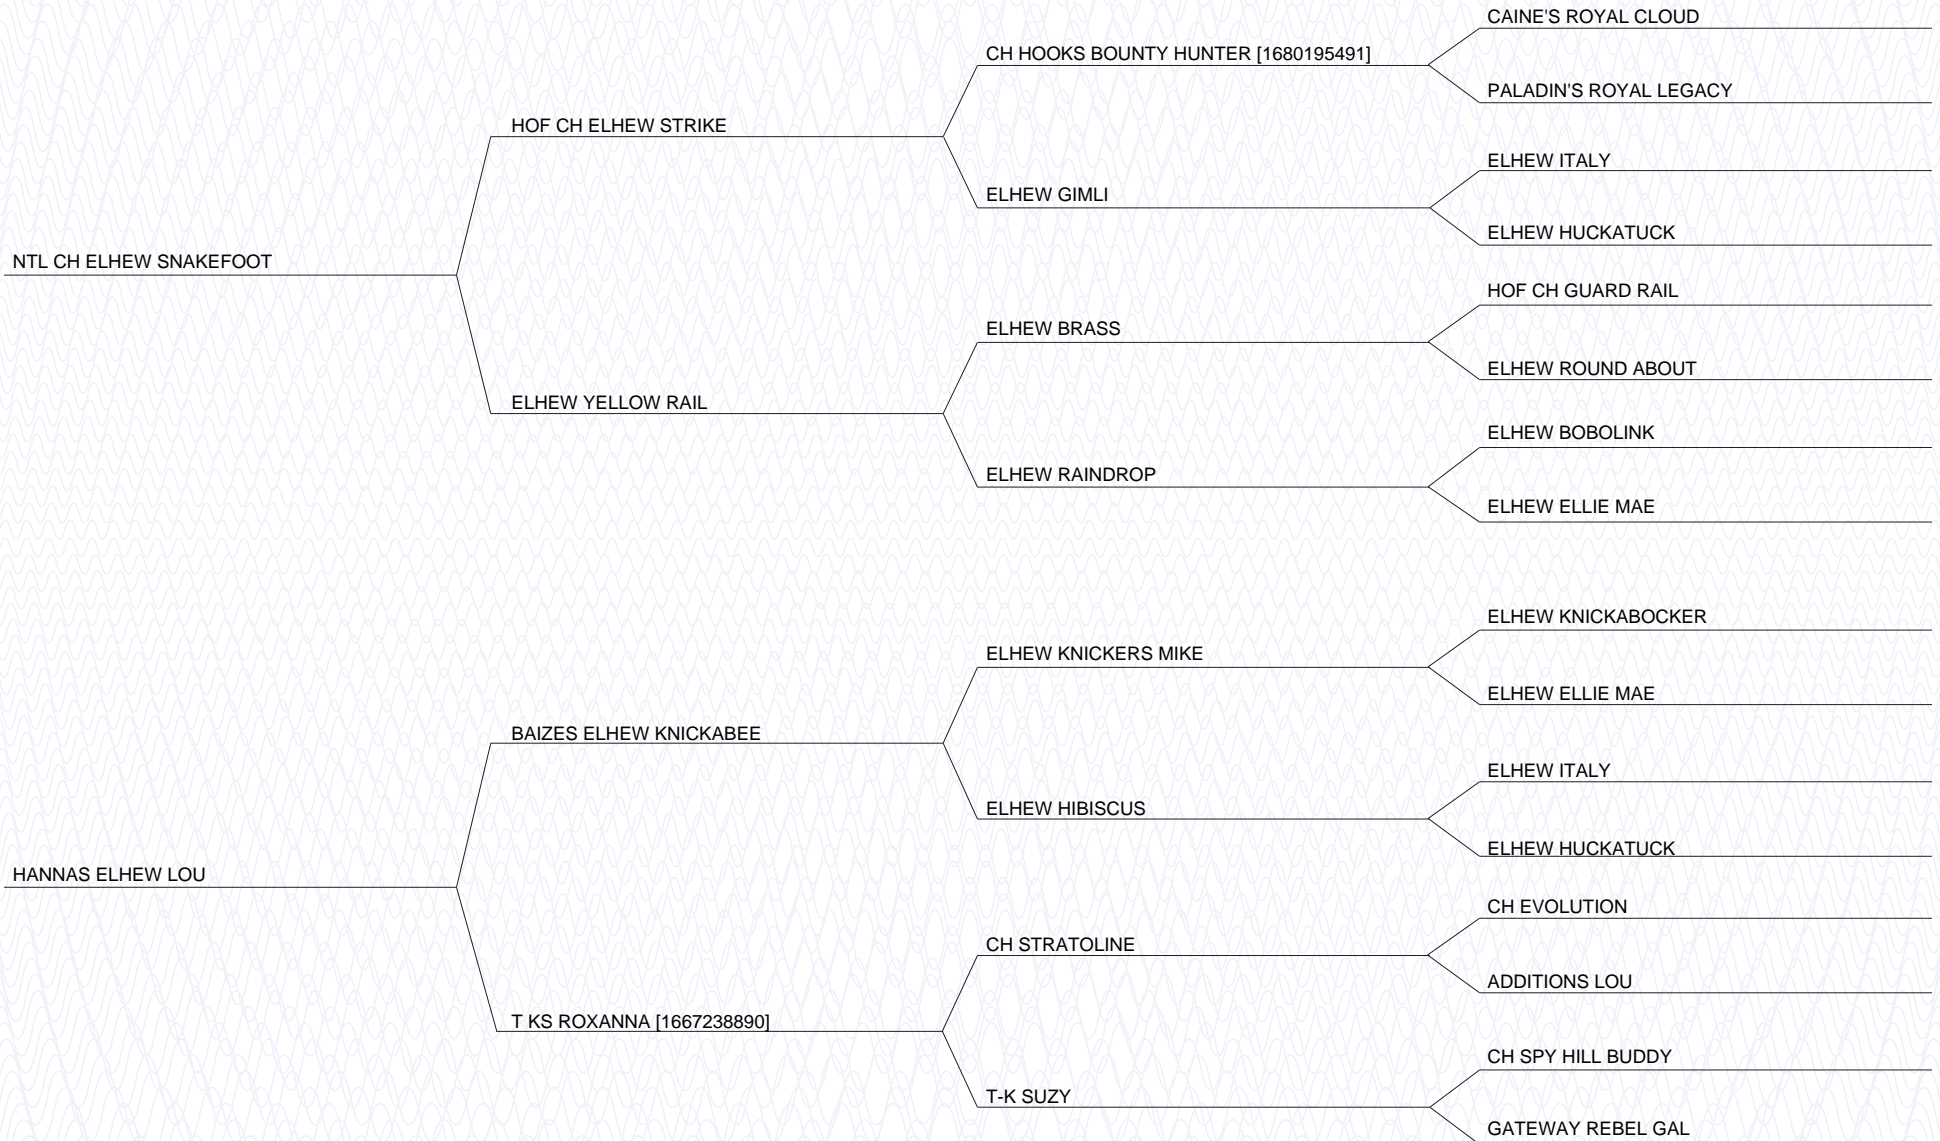 CAINE'S ROYAL CLOUD
CH HOOKS BOUNTY HUNTER [1680195491]
PALADIN'S ROYAL LEGACY
HOF CH ELHEW STRIKE
ELHEW ITALY
ELHEW GIMLI
ELHEW HUCKATUCK
NTL CH ELHEW SNAKEFOOT
HOF CH GUARD RAIL
ELHEW BRASS
ELHEW ROUND ABOUT
ELHEW YELLOW RAIL
ELHEW BOBOLINK
ELHEW RAINDROP
ELHEW ELLIE MAE
ELHEW KNICKABOCKER
ELHEW KNICKERS MIKE
ELHEW ELLIE MAE
BAIZES ELHEW KNICKABEE
ELHEW ITALY
ELHEW HIBISCUS
ELHEW HUCKATUCK
HANNAS ELHEW LOU
CH EVOLUTION
CH STRATOLINE
ADDITIONS LOU
T KS ROXANNA [1667238890]
CH SPY HILL BUDDY
T-K SUZY
GATEWAY REBEL GAL